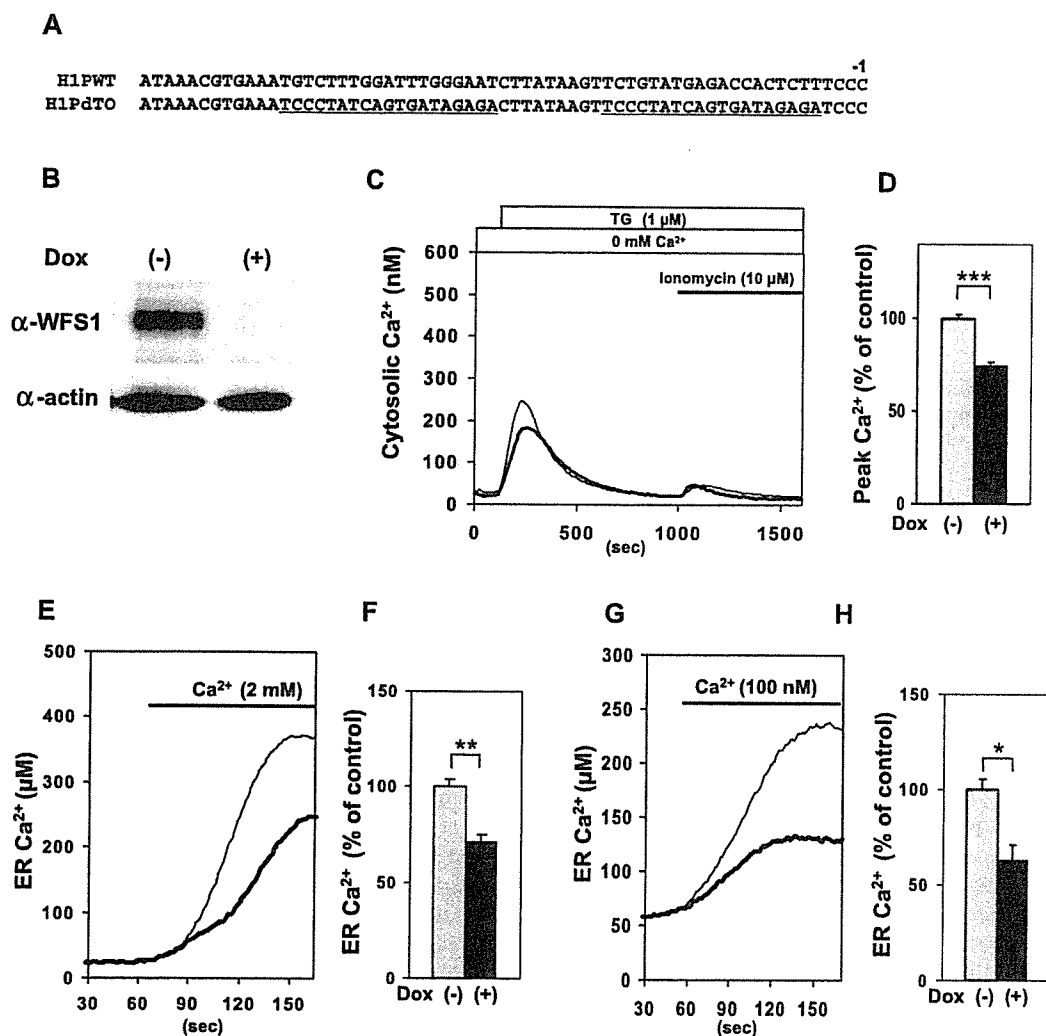 A
-1
H1PWT ATAAACGTGAAATGTCTTTGGATTTGGGAATCTTATAAGTTCTGTATGAGACCACTCTTTCCC
H1PdTO ATAAACGTGAAATCCCTATCAGTGATAGAGACTTATAAGTTCCCTATCAGTGATAGAGATCCC
B
Dox (-) (+)
α-WFS1
α-actin
C
TG (1 μM)
0 mM Ca²⁺
Ionomycin (10 μM)
Cytosolic Ca²⁺ (nM)
600
500
400
300
200
100
0
0 500 1000 1500
(sec)
D
***
Peak Ca²⁺ (% of control)
100
50
0
Dox (-) (+)
E
Ca²⁺ (2 mM)
ER Ca²⁺ (μM)
500
400
300
200
100
0
30 60 90 120 150
(sec)
F
**
ER Ca²⁺ (% of control)
150
100
50
0
Dox (-) (+)
G
Ca²⁺ (100 nM)
ER Ca²⁺ (μM)
300
250
200
150
100
50
0
30 60 90 120 150
(sec)
H
*
ER Ca²⁺ (% of control)
150
100
50
0
Dox (-) (+)